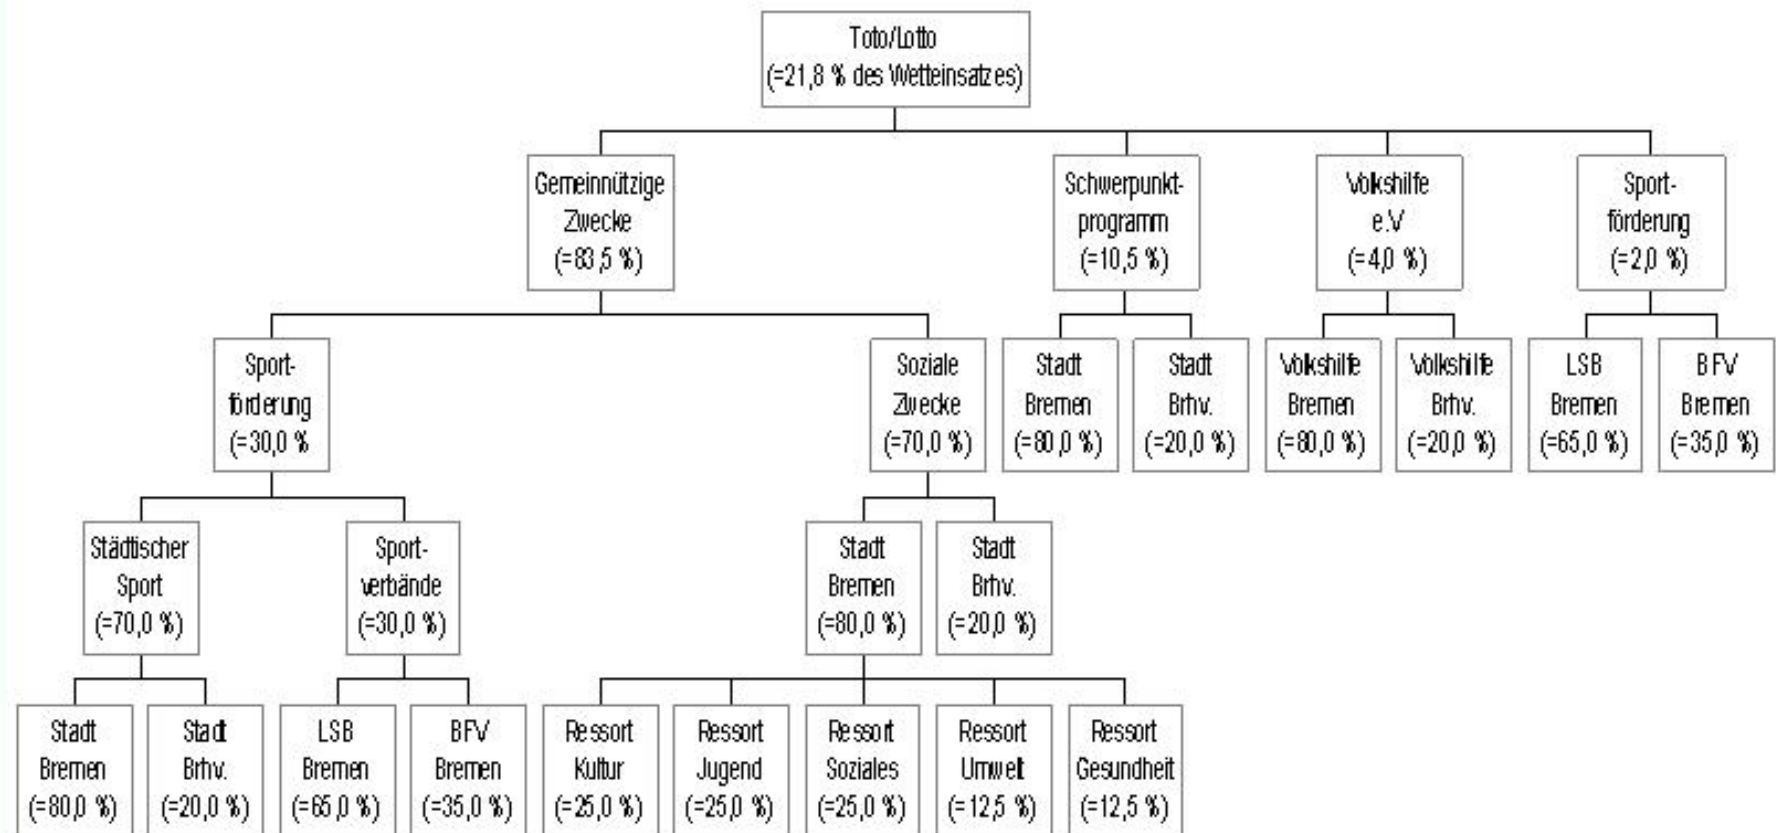 Toto/Lotto
(=21,8 % des Wetteinsatzes)
Gemeinnützige
Zwecke
(=83,5 %)
Schwerpunkt-
programm
(=10,5 %)
Volkshilfe
e.V
(=4,0 %)
Sport-
förderung
(=2,0 %)
Sport-
förderung
(=30,0 %
Soziale
Zwecke
(=70,0 %)
Stadt
Bremen
(=80,0 %)
Stadt
Brhv.
(=20,0 %)
Volkshilfe
Bremen
(=80,0 %)
Volkshilfe
Brhv.
(=20,0 %)
LSB
Bremen
(=65,0 %)
BFV
Bremen
(=35,0 %)
Städtischer
Sport
(=70,0 %)
Sport-
verbände
(=30,0 %)
Stadt
Bremen
(=80,0 %)
Stadt
Brhv.
(=20,0 %)
Stadt
Bremen
(=80,0 %)
Stadt
Brhv.
(=20,0 %)
LSB
Bremen
(=65,0 %)
BFV
Bremen
(=35,0 %)
Ressort
Kultur
(=25,0 %)
Ressort
Jugend
(=25,0 %)
Ressort
Soziales
(=25,0 %)
Ressort
Umwelt
(=12,5 %)
Ressort
Gesundheit
(=12,5 %)